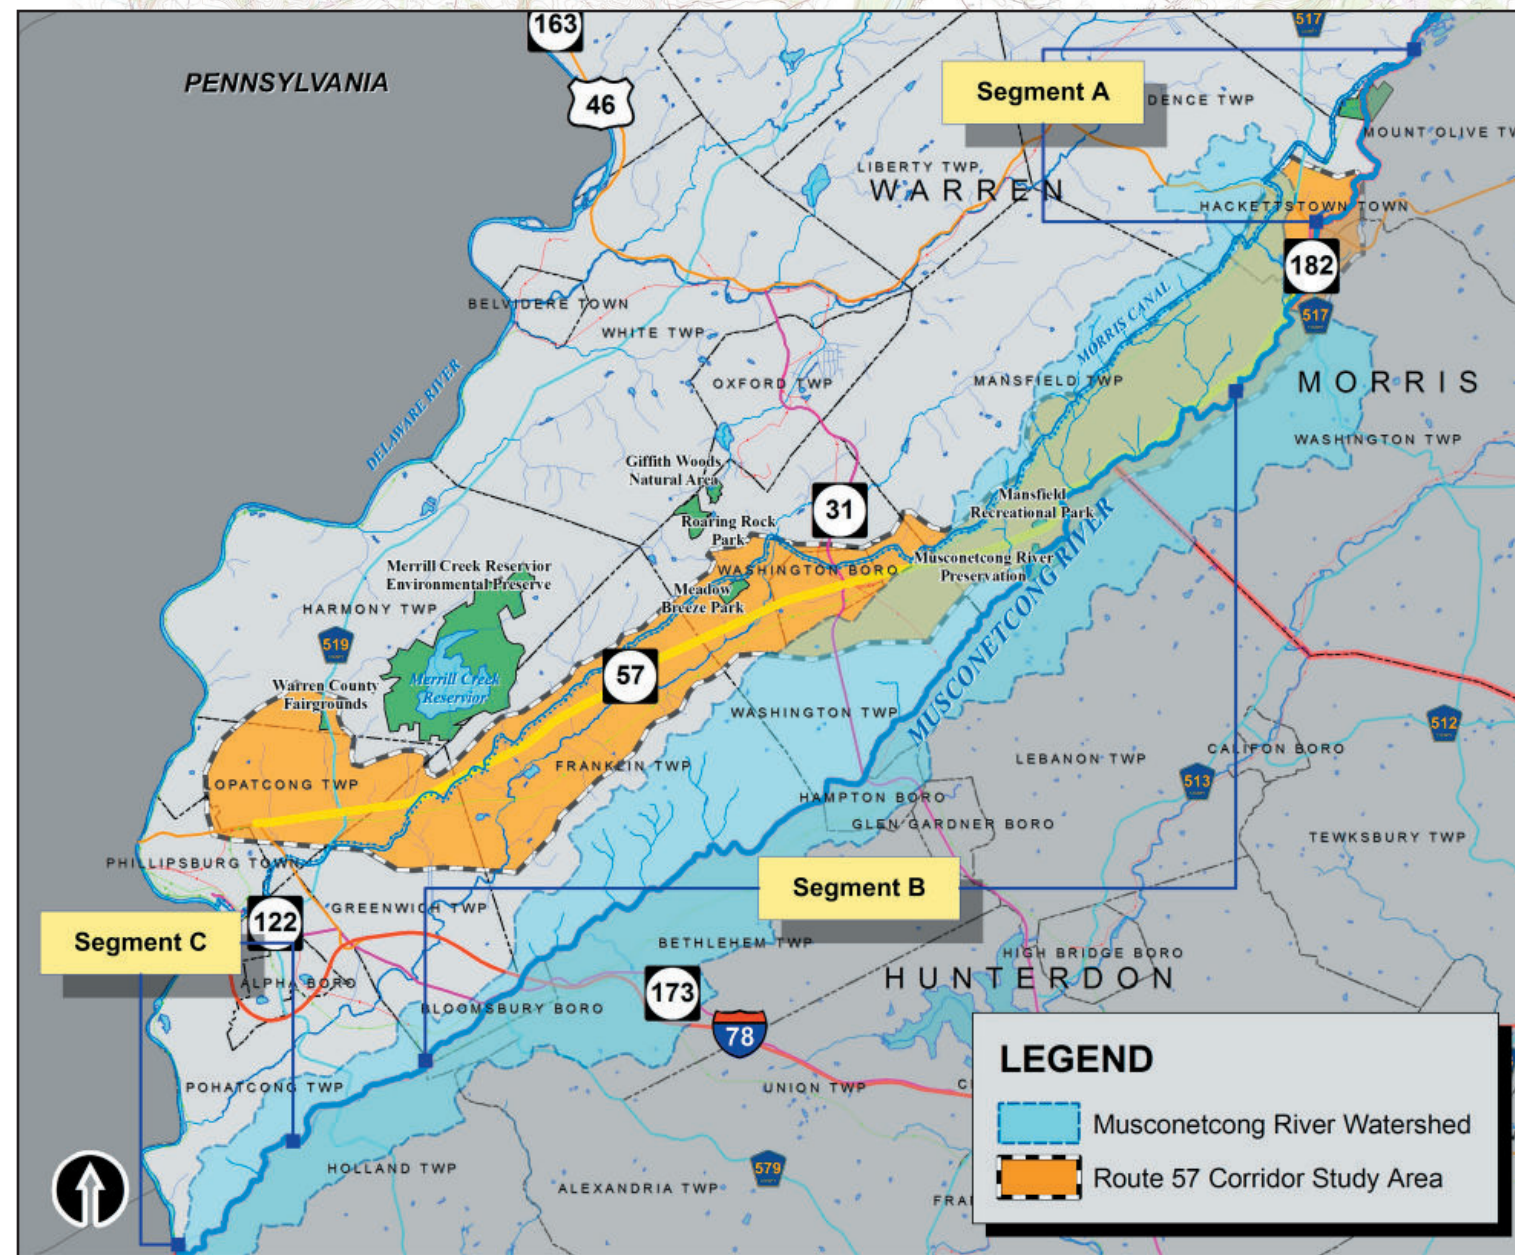 163
517
PENNSYLVANIA
46
Segment A
DENCE TWP
MOUNT OLIVE TW
LIBERTY TWP
WARREN
HACKETTSTOWN TOWN
182
BELVIDERE TOWN
MORRIS CANAL
517
WHITE TWP
DELAWARE RIVER
OXFORD TWP
MANSFIELD TWP
MORRIS
WASHINGTON TWP
Giffith Woods
Natural Area
31
Mansfield
Recreational Park
Roaring Rock
Park
Musconetcong River
Preservation
WASHINGTON BORO
Merrill Creek Reservior
Environmental Preserve
Meadow
Breeze Park
HARMONY TWP
MUSCONETCONG RIVER
519
57
Merrill Creek
Reservior
Warren County
Fairgrounds
WASHINGTON TWP
512
CALIFON BORO
LEBANON TWP
FRANKLIN TWP
513
LOPATCONG TWP
HAMPTON BORO
GLEN GARDNER BORO
TEWKSBURY TWP
PHILLIPSBURG TOWN
Segment B
GREENWICH TWP
122
Segment C
BETHLEHEM TWP
HIGH BRIDGE BORO
HUNTERDON
ALPHA BORO
173
BLOOMSBURY BORO
78
POHATCONG TWP
UNION TWP
C
HOLLAND TWP
579
ALEXANDRIA TWP
FRA
LEGEND
Musconetcong River Watershed
Route 57 Corridor Study Area